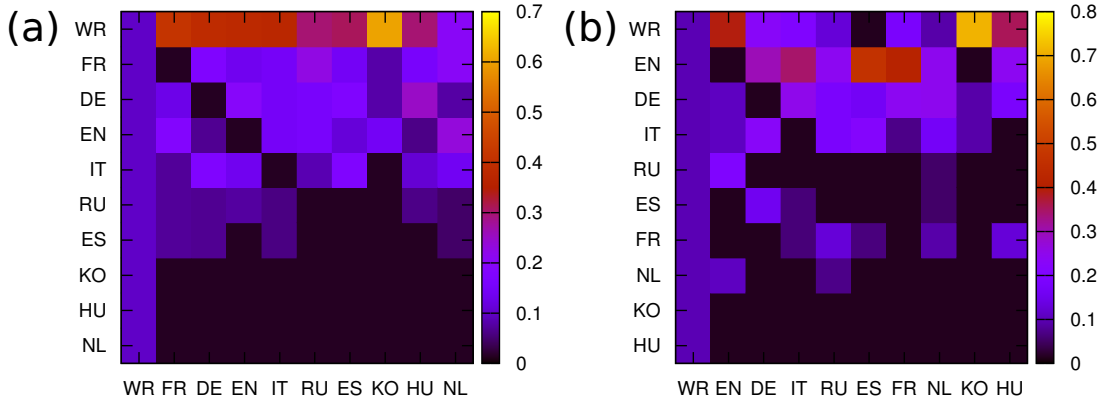 (a)
WR
FR
DE
EN
IT
RU
ES
KO
HU
NL
WR FR DE EN IT RU ES KO HU NL
0.7
0.6
0.5
0.4
0.3
0.2
0.1
0
(b)
WR
EN
DE
IT
RU
ES
FR
NL
KO
HU
WR EN DE IT RU ES FR NL KO HU
0.8
0.7
0.6
0.5
0.4
0.3
0.2
0.1
0